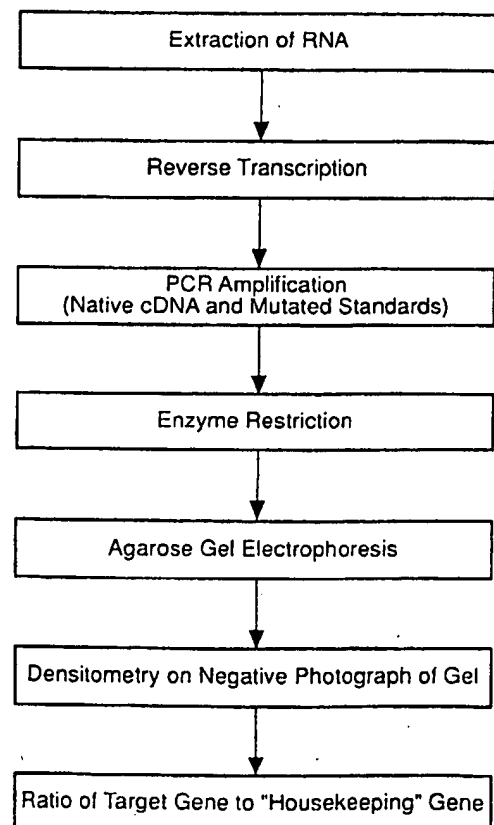 Extraction of RNA
Reverse Transcription
PCR Amplification
(Native cDNA and Mutated Standards)
Enzyme Restriction
Agarose Gel Electrophoresis
Densitometry on Negative Photograph of Gel
Ratio of Target Gene to "Housekeeping" Gene